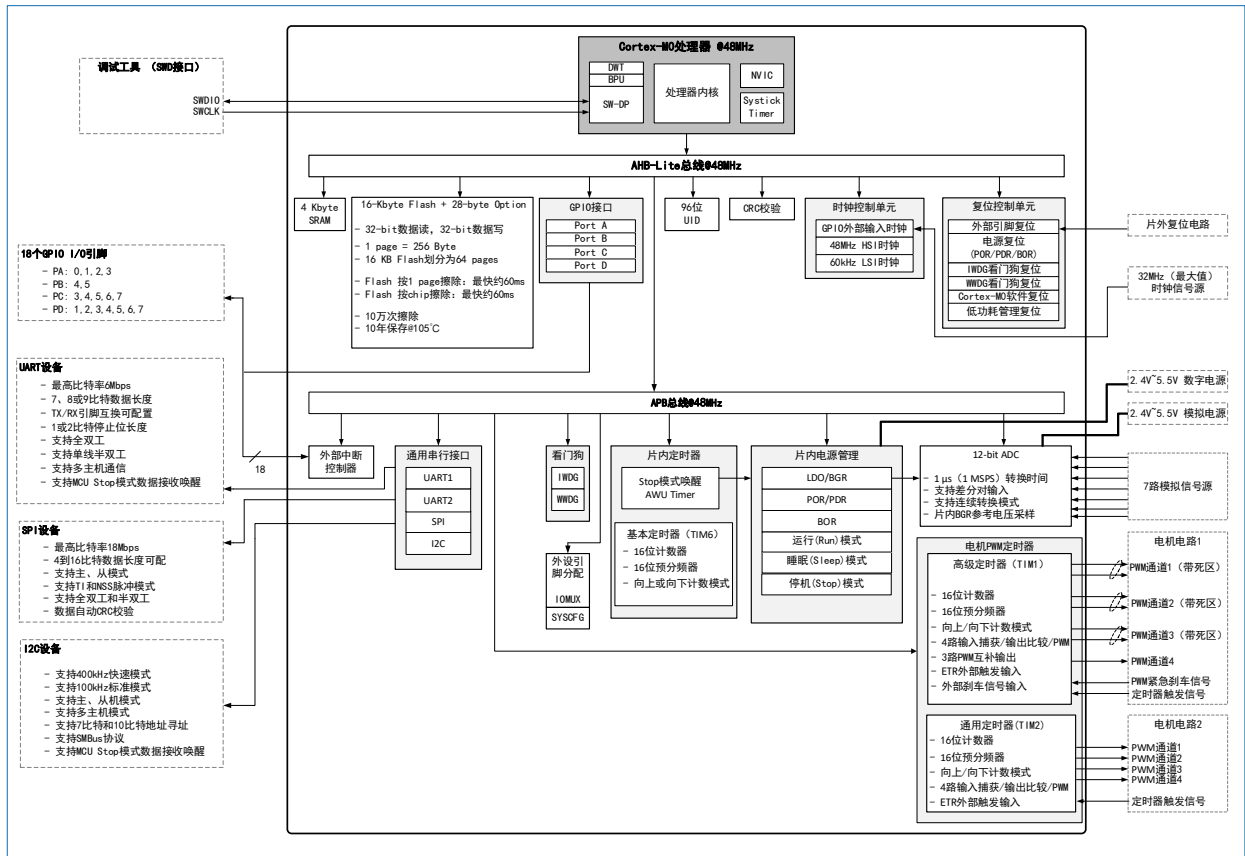 Cortex-M0处理器 @48MHz
DWT
BPU
SW-DP
处理器内核
NVIC
Systick
Timer
调试工具 (SWD接口)
SWDIO
SWCLK
AHB-Lite总线@48MHz
4 Kbyte
SRAM
16-Kbyte Flash + 28-byte Option
- 32-bit数据读, 32-bit数据写
- 1 page = 256 Byte
- 16 KB Flash划分为64 pages
- Flash 按1 page擦除: 最快约60ms
- Flash 按chip擦除: 最快约60ms
- 10万次擦除
- 10年保存@105℃
GPIO接口
Port A
Port B
Port C
Port D
96位
UID
CRC校验
时钟控制单元
GPIO外部输入时钟
48MHz HSI时钟
60kHz LSI时钟
复位控制单元
外部引脚复位
电源复位
(POR/PDR/BOR)
IWDG看门狗复位
WWDG看门狗复位
Cortex-M0软件复位
低功耗管理复位
片外复位电路
32MHz (最大值)
时钟信号源
18个GPIO I/O引脚
- PA: 0,1,2,3
- PB: 4,5
- PC: 3,4,5,6,7
- PD: 1,2,3,4,5,6,7
UART设备
- 最高比特率6Mbps
- 7、8或9比特数据长度
- TX/RX引脚互换可配置
- 1或2比特停止位长度
- 支持全双工
- 支持单线半双工
- 支持多主机通信
- 支持MCU Stop模式数据接收唤醒
SPI设备
- 最高比特率18Mbps
- 4到16比特数据长度可配
- 支持主、从模式
- 支持TI和NSS脉冲模式
- 支持全双工和半双工
- 数据自动CRC校验
I2C设备
- 支持400kHz快速模式
- 支持100kHz标准模式
- 支持主、从机模式
- 支持多主机模式
- 支持7比特和10比特地址寻址
- 支持SMBus协议
- 支持MCU Stop模式数据接收唤醒
APB总线@48MHz
18
外部中断
控制器
通用串行接口
UART1
UART2
SPI
I2C
看门狗
IWDG
WWDG
外设引
脚分配
IOMUX
SYSCFG
片内定时器
Stop模式唤醒
AWU Timer
基本定时器 (TIM6)
- 16位计数器
- 16位预分频器
- 向上或向下计数模式
片内电源管理
LDO/BGR
POR/PDR
BOR
运行(Run)模式
睡眠(Sleep)模式
停机(Stop)模式
12-bit ADC
- 1 μs (1 MSPS) 转换时间
- 支持差分对输入
- 支持连续转换模式
- 片内BGR参考电压采样
2.4V~5.5V 数字电源
2.4V~5.5V 模拟电源
7路模拟信号源
电机PWM定时器
高级定时器(TIM1)
- 16位计数器
- 16位预分频器
- 向上/向下计数模式
- 4路输入捕获/输出比较/PWM
- 3路PWM互补输出
- ETR外部触发输入
- 外部刹车信号输入
通用定时器(TIM2)
- 16位计数器
- 16位预分频器
- 向上/向下计数模式
- 4路输入捕获/输出比较/PWM
- ETR外部触发输入
电机电路1
PWM通道1 (带死区)
PWM通道2 (带死区)
PWM通道3 (带死区)
PWM通道4
PWM紧急刹车信号
定时器触发信号
电机电路2
PWM通道1
PWM通道2
PWM通道3
PWM通道4
定时器触发信号